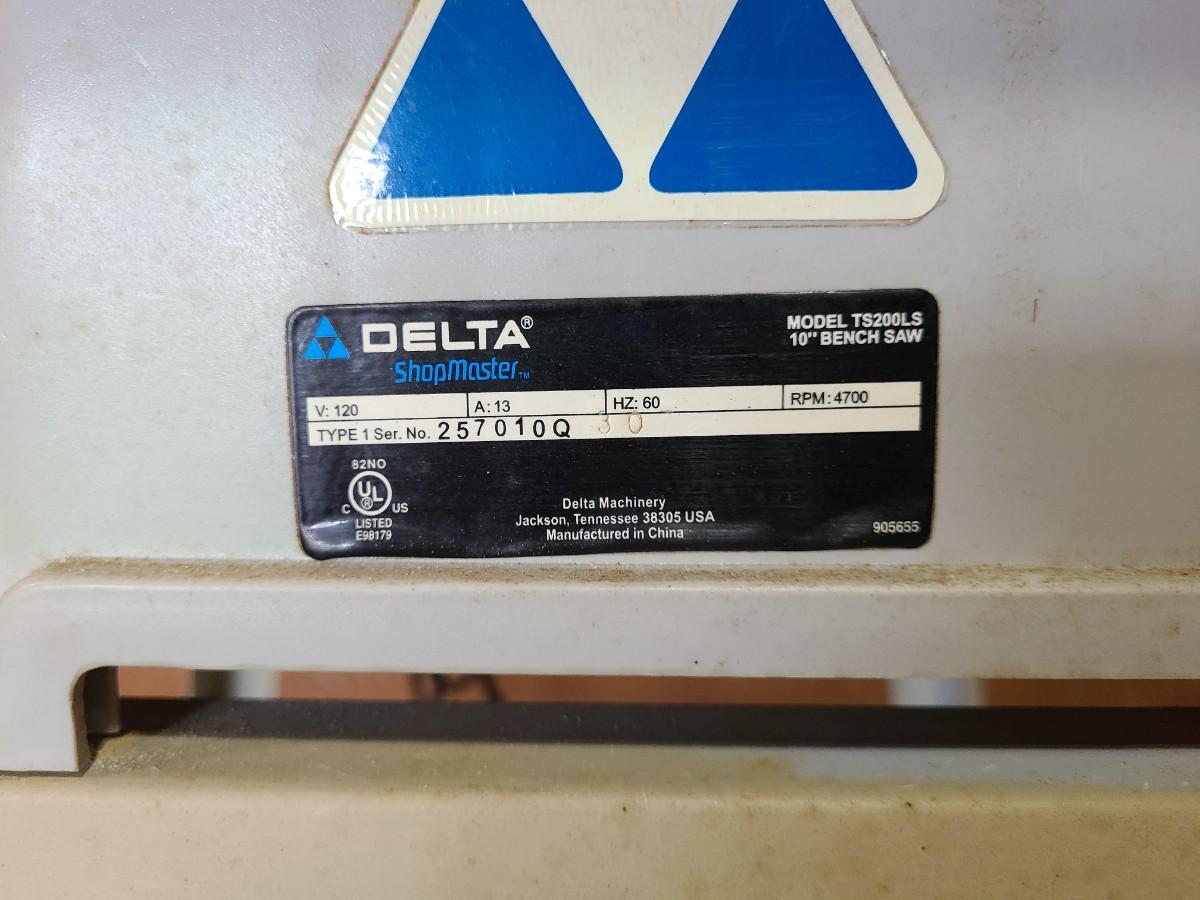 DELTA®
ShopMaster™
MODEL TS200LS
10" BENCH SAW
V: 120 A: 13 HZ: 60 RPM: 4700
TYPE 1 Ser. No. 257010Q 30
82NO
C UL® US
LISTED
E98179
Delta Machinery
Jackson, Tennessee 38305 USA
Manufactured in China
905655